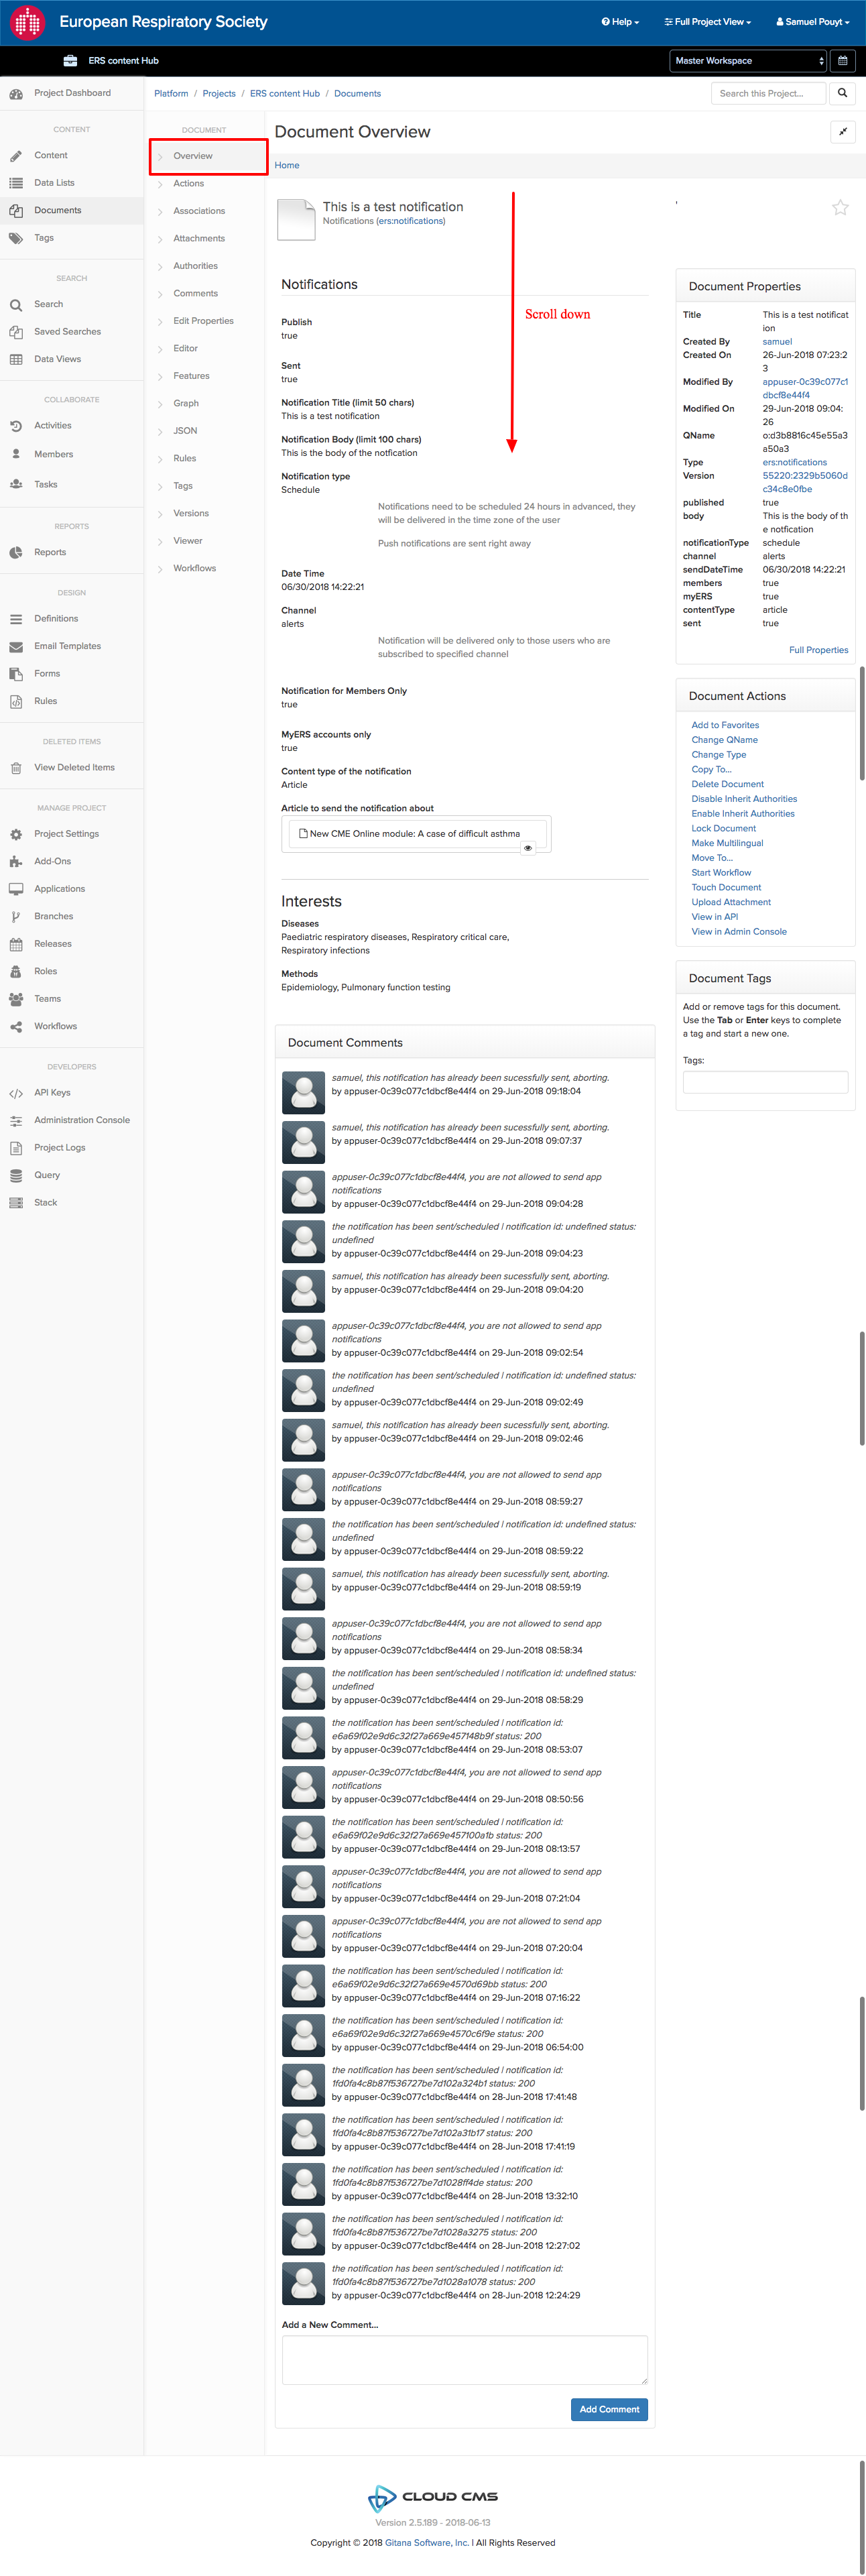 European Respiratory Society
Help
Full Project View
Samuel Pouyt
ERS content Hub
Master Workspace
Project Dashboard
CONTENT
Content
Data Lists
Documents
Tags
SEARCH
Search
Saved Searches
Data Views
COLLABORATE
Activities
Members
Tasks
REPORTS
Reports
DESIGN
Definitions
Email Templates
Forms
Rules
DELETED ITEMS
View Deleted Items
MANAGE PROJECT
Project Settings
Add-Ons
Applications
Branches
Releases
Roles
Teams
Workflows
DEVELOPERS
API Keys
Administration Console
Project Logs
Query
Stack
Platform / Projects / ERS content Hub / Documents
Search this Project...
DOCUMENT
Overview
Actions
Associations
Attachments
Authorities
Comments
Edit Properties
Editor
Features
Graph
JSON
Rules
Tags
Versions
Viewer
Workflows
Document Overview
Home
This is a test notification
Notifications (ers:notifications)
Scroll down
Notifications
Publish
true
Sent
true
Notification Title (limit 50 chars)
This is a test notification
Notification Body (limit 100 chars)
This is the body of the notfication
Notification type
Schedule
Notifications need to be scheduled 24 hours in advanced, they
will be delivered in the time zone of the user
Push notifications are sent right away
Date Time
06/30/2018 14:22:21
Channel
alerts
Notification will be delivered only to those users who are
subscribed to specified channel
Notification for Members Only
true
MyERS accounts only
true
Content type of the notification
Article
Article to send the notification about
New CME Online module: A case of difficult asthma
Interests
Diseases
Paediatric respiratory diseases, Respiratory critical care,
Respiratory infections
Methods
Epidemiology, Pulmonary function testing
Document Comments
samuel, this notification has already been sucessfully sent, aborting.
by appuser-0c39c077c1dbcf8e44f4 on 29-Jun-2018 09:18:04
samuel, this notification has already been sucessfully sent, aborting.
by appuser-0c39c077c1dbcf8e44f4 on 29-Jun-2018 09:07:37
appuser-0c39c077c1dbcf8e44f4, you are not allowed to send app
notifications
by appuser-0c39c077c1dbcf8e44f4 on 29-Jun-2018 09:04:28
the notification has been sent/scheduled | notification id: undefined status:
undefined
by appuser-0c39c077c1dbcf8e44f4 on 29-Jun-2018 09:04:23
samuel, this notification has already been sucessfully sent, aborting.
by appuser-0c39c077c1dbcf8e44f4 on 29-Jun-2018 09:04:20
appuser-0c39c077c1dbcf8e44f4, you are not allowed to send app
notifications
by appuser-0c39c077c1dbcf8e44f4 on 29-Jun-2018 09:02:54
the notification has been sent/scheduled | notification id: undefined status:
undefined
by appuser-0c39c077c1dbcf8e44f4 on 29-Jun-2018 09:02:49
samuel, this notification has already been sucessfully sent, aborting.
by appuser-0c39c077c1dbcf8e44f4 on 29-Jun-2018 09:02:46
appuser-0c39c077c1dbcf8e44f4, you are not allowed to send app
notifications
by appuser-0c39c077c1dbcf8e44f4 on 29-Jun-2018 08:59:27
the notification has been sent/scheduled | notification id: undefined status:
undefined
by appuser-0c39c077c1dbcf8e44f4 on 29-Jun-2018 08:59:22
samuel, this notification has already been sucessfully sent, aborting.
by appuser-0c39c077c1dbcf8e44f4 on 29-Jun-2018 08:59:19
appuser-0c39c077c1dbcf8e44f4, you are not allowed to send app
notifications
by appuser-0c39c077c1dbcf8e44f4 on 29-Jun-2018 08:58:34
the notification has been sent/scheduled | notification id: undefined status:
undefined
by appuser-0c39c077c1dbcf8e44f4 on 29-Jun-2018 08:58:29
the notification has been sent/scheduled | notification id:
e6a69f02e9d6c32f27a669e457148b9f status: 200
by appuser-0c39c077c1dbcf8e44f4 on 29-Jun-2018 08:53:07
appuser-0c39c077c1dbcf8e44f4, you are not allowed to send app
notifications
by appuser-0c39c077c1dbcf8e44f4 on 29-Jun-2018 08:50:56
the notification has been sent/scheduled | notification id:
e6a69f02e9d6c32f27a669e457100a1b status: 200
by appuser-0c39c077c1dbcf8e44f4 on 29-Jun-2018 08:13:57
appuser-0c39c077c1dbcf8e44f4, you are not allowed to send app
notifications
by appuser-0c39c077c1dbcf8e44f4 on 29-Jun-2018 07:21:04
appuser-0c39c077c1dbcf8e44f4, you are not allowed to send app
notifications
by appuser-0c39c077c1dbcf8e44f4 on 29-Jun-2018 07:20:04
the notification has been sent/scheduled | notification id:
e6a69f02e9d6c32f27a669e4570d69bb status: 200
by appuser-0c39c077c1dbcf8e44f4 on 29-Jun-2018 07:16:22
the notification has been sent/scheduled | notification id:
e6a69f02e9d6c32f27a669e4570c6f9e status: 200
by appuser-0c39c077c1dbcf8e44f4 on 29-Jun-2018 06:54:00
the notification has been sent/scheduled | notification id:
1fd0fa4c8b87f536727be7d102a324b1 status: 200
by appuser-0c39c077c1dbcf8e44f4 on 28-Jun-2018 17:41:48
the notification has been sent/scheduled | notification id:
1fd0fa4c8b87f536727be7d102a31b17 status: 200
by appuser-0c39c077c1dbcf8e44f4 on 28-Jun-2018 17:41:19
the notification has been sent/scheduled | notification id:
1fd0fa4c8b87f536727be7d1028ff4de status: 200
by appuser-0c39c077c1dbcf8e44f4 on 28-Jun-2018 13:32:10
the notification has been sent/scheduled | notification id:
1fd0fa4c8b87f536727be7d1028a3275 status: 200
by appuser-0c39c077c1dbcf8e44f4 on 28-Jun-2018 12:27:02
the notification has been sent/scheduled | notification id:
1fd0fa4c8b87f536727be7d1028a1078 status: 200
by appuser-0c39c077c1dbcf8e44f4 on 28-Jun-2018 12:24:29
Add a New Comment...
Add Comment
Document Properties
Title This is a test notificat
ion
Created By samuel
Created On 26-Jun-2018 07:23:2
3
Modified By appuser-0c39c077c1
dbcf8e44f4
Modified On 29-Jun-2018 09:04:
26
QName o:d3b8816c45e55a3
a50a3
Type ers:notifications
Version 55220:2329b5060d
c34c8e0fbe
published true
body This is the body of th
e notfication
notificationType schedule
channel alerts
sendDateTime 06/30/2018 14:22:21
members true
myERS true
contentType article
sent true
Full Properties
Document Actions
Add to Favorites
Change QName
Change Type
Copy To...
Delete Document
Disable Inherit Authorities
Enable Inherit Authorities
Lock Document
Make Multilingual
Move To...
Start Workflow
Touch Document
Upload Attachment
View in API
View in Admin Console
Document Tags
Add or remove tags for this document.
Use the Tab or Enter keys to complete
a tag and start a new one.
Tags:
CLOUD CMS
Version 2.5.189 - 2018-06-13
Copyright © 2018 Gitana Software, Inc. | All Rights Reserved